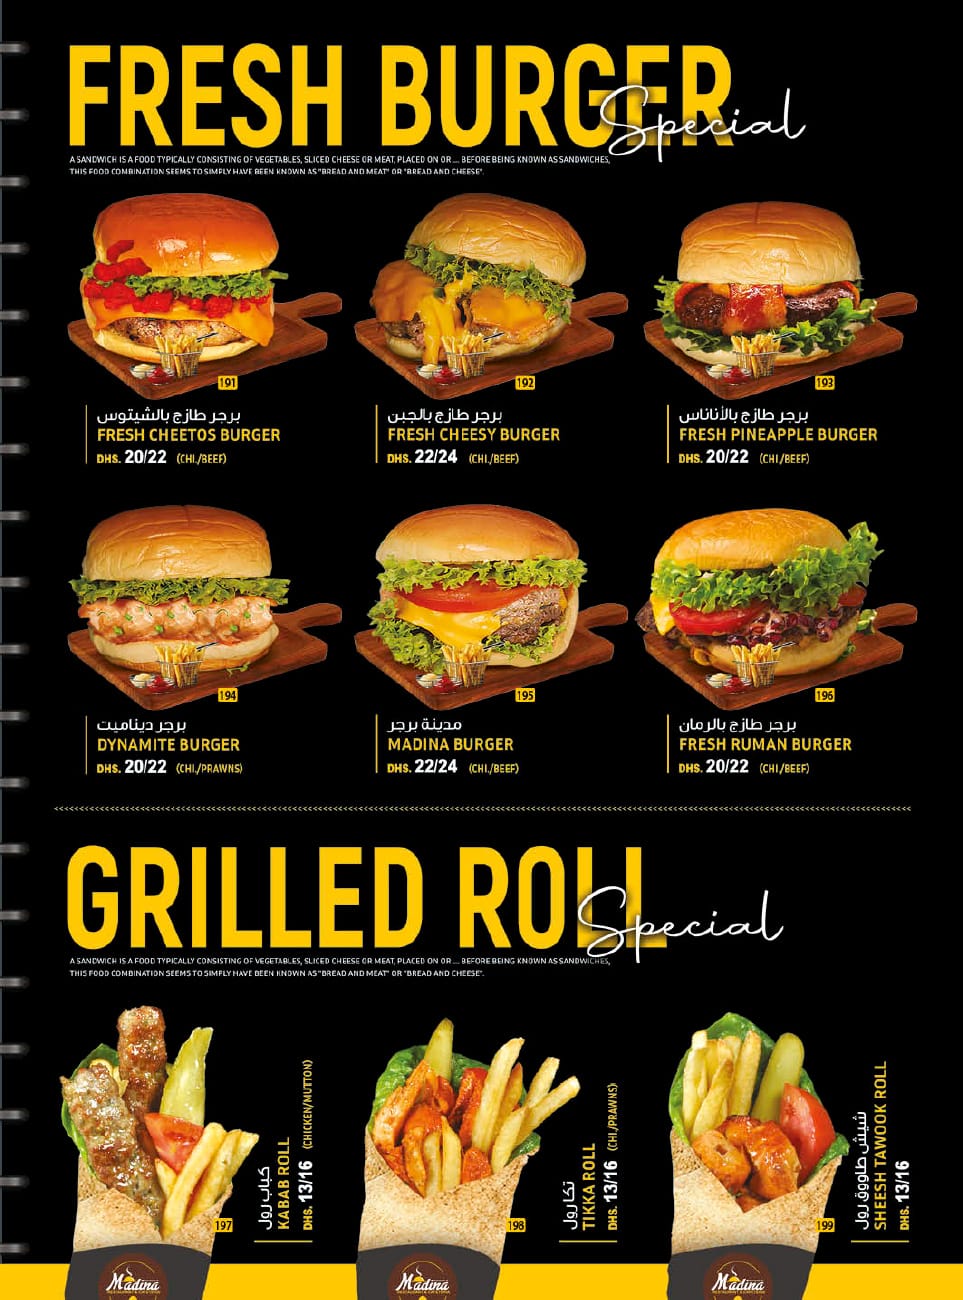 FRESH BURGER
Special
A SANDWICH IS A FOOD TYPICALLY CONSISTING OF VEGETABLES, SLICED CHEESE OR MEAT, PLACED ON OR ... BEFORE BEING KNOWN AS SANDWICHES,
THIS FOOD COMBINATION SEEMS TO SIMPLY HAVE BEEN KNOWN AS "BREAD AND MEAT" OR "BREAD AND CHEESE".
191
برجر طازج بالشيتوس
FRESH CHEETOS BURGER
DHS. 20/22 (CHI./BEEF)
192
برجر طازج بالجبن
FRESH CHEESY BURGER
DHS. 22/24 (CHI./BEEF)
193
برجر طازج بالأناناس
FRESH PINEAPPLE BURGER
DHS. 20/22 (CHI./BEEF)
194
برجر ديناميت
DYNAMITE BURGER
DHS. 20/22 (CHI./PRAWNS)
195
مدينة برجر
MADINA BURGER
DHS. 22/24 (CHI./BEEF)
196
برجر طازج بالرمان
FRESH RUMAN BURGER
DHS. 20/22 (CHI./BEEF)
GRILLED ROLL
Special
A SANDWICH IS A FOOD TYPICALLY CONSISTING OF VEGETABLES, SLICED CHEESE OR MEAT, PLACED ON OR ... BEFORE BEING KNOWN AS SANDWICHES,
THIS FOOD COMBINATION SEEMS TO SIMPLY HAVE BEEN KNOWN AS "BREAD AND MEAT" OR "BREAD AND CHEESE".
197
كباب رول
KABAB ROLL
DHS. 13/16 (CHICKEN/MUTTON)
Madina
198
تكا رول
TIKKA ROLL
DHS. 13/16 (CHI./PRAWNS)
Madina
199
شيش طاووق رول
SHEESH TAWOOK ROLL
DHS. 13/16
Madina